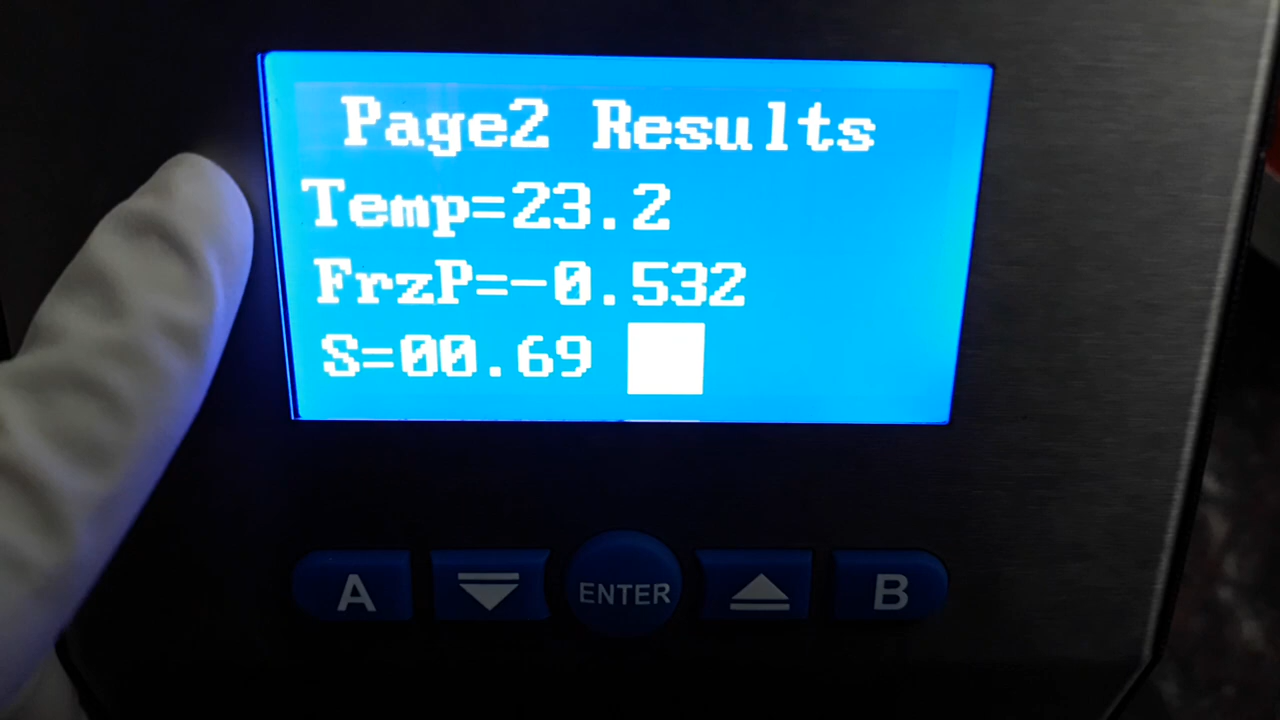 Page2 Results
Temp=23.2
FrzP=-0.532
S=00.69
A ENTER B